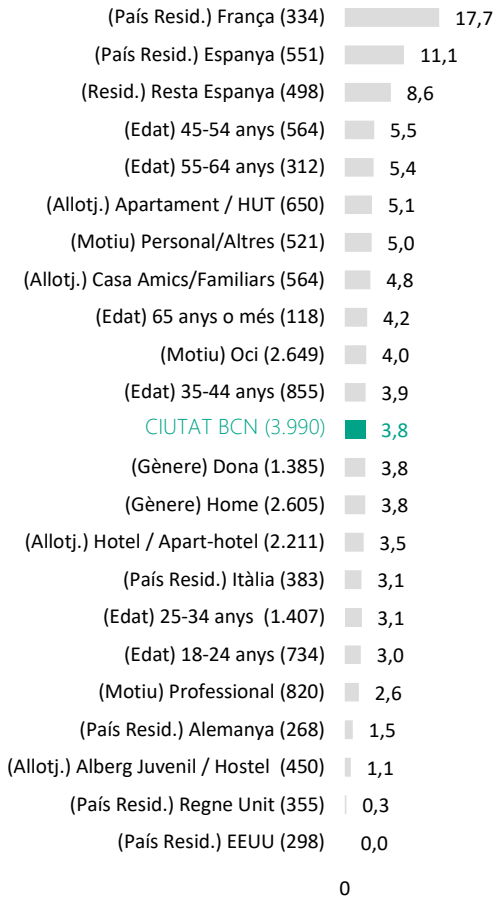 (País Resid.) França (334) 17,7
(País Resid.) Espanya (551) 11,1
(Resid.) Resta Espanya (498) 8,6
(Edat) 45-54 anys (564) 5,5
(Edat) 55-64 anys (312) 5,4
(Allotj.) Apartament / HUT (650) 5,1
(Motiu) Personal/Altres (521) 5,0
(Allotj.) Casa Amics/Familiars (564) 4,8
(Edat) 65 anys o més (118) 4,2
(Motiu) Oci (2.649) 4,0
(Edat) 35-44 anys (855) 3,9
CIUTAT BCN (3.990) 3,8
(Gènere) Dona (1.385) 3,8
(Gènere) Home (2.605) 3,8
(Allotj.) Hotel / Apart-hotel (2.211) 3,5
(País Resid.) Itàlia (383) 3,1
(Edat) 25-34 anys  (1.407) 3,1
(Edat) 18-24 anys (734) 3,0
(Motiu) Professional (820) 2,6
(País Resid.) Alemanya (268) 1,5
(Allotj.) Alberg Juvenil / Hostel  (450) 1,1
(País Resid.) Regne Unit (355) 0,3
(País Resid.) EEUU (298) 0,0
0